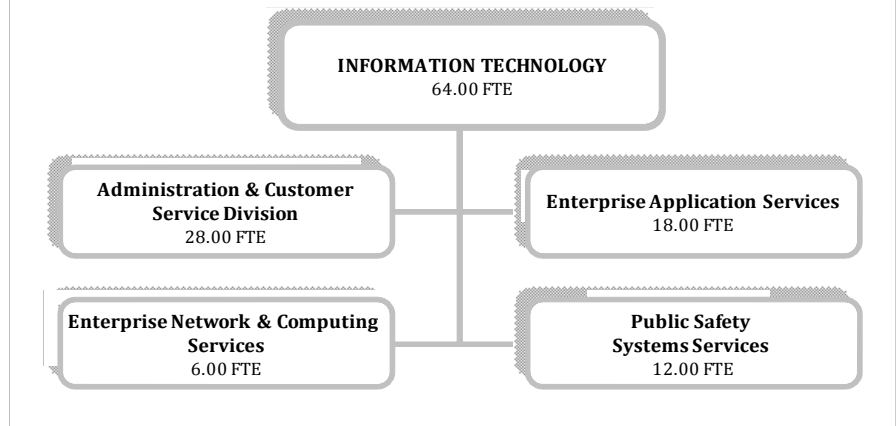 INFORMATION TECHNOLOGY
64.00 FTE
Administration & Customer
Service Division
28.00 FTE
Enterprise Application Services
18.00 FTE
Enterprise Network & Computing
Services
6.00 FTE
Public Safety
Systems Services
12.00 FTE